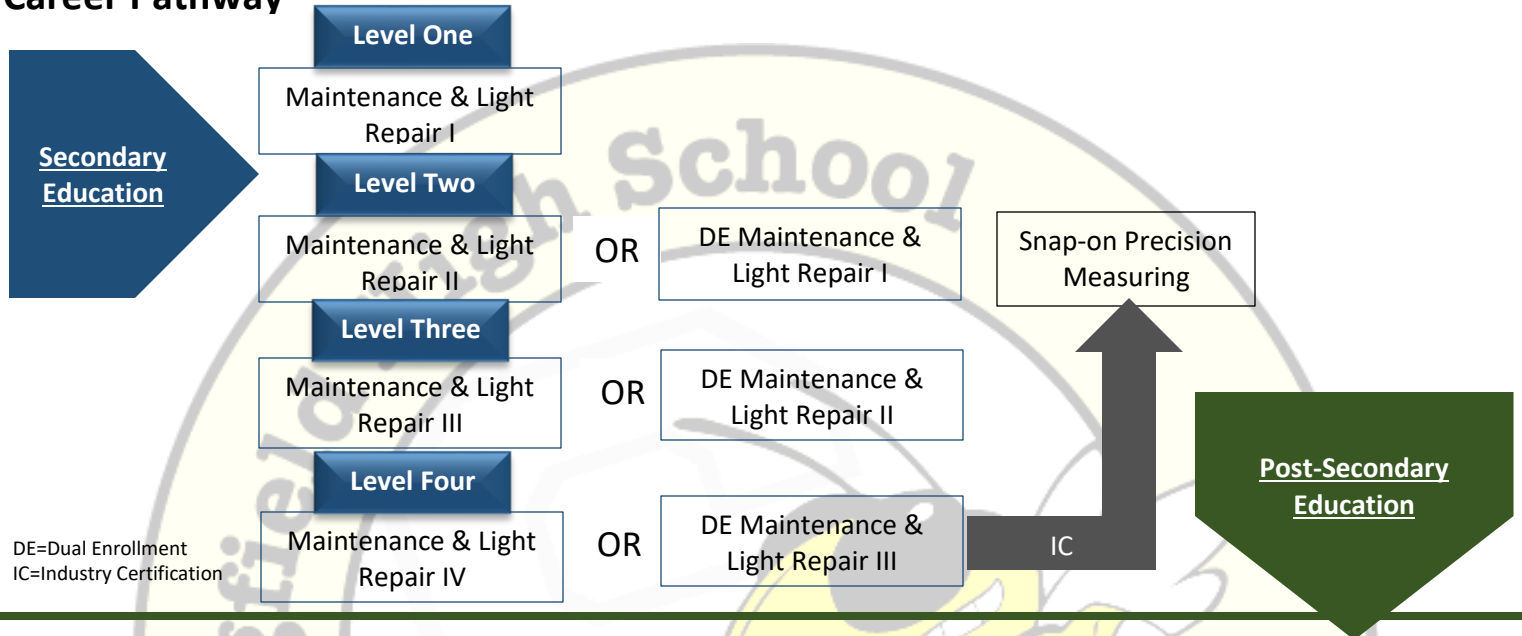 Career Pathway
Level One
Maintenance & Light
Repair I
Secondary
Education
Level Two
Maintenance & Light
Repair II
OR
DE Maintenance &
Light Repair I
Snap-on Precision
Measuring
Level Three
Maintenance & Light
Repair III
OR
DE Maintenance &
Light Repair II
Level Four
Maintenance & Light
Repair IV
OR
DE Maintenance &
Light Repair III
IC
Post-Secondary
Education
DE=Dual Enrollment
IC=Industry Certification
field High School